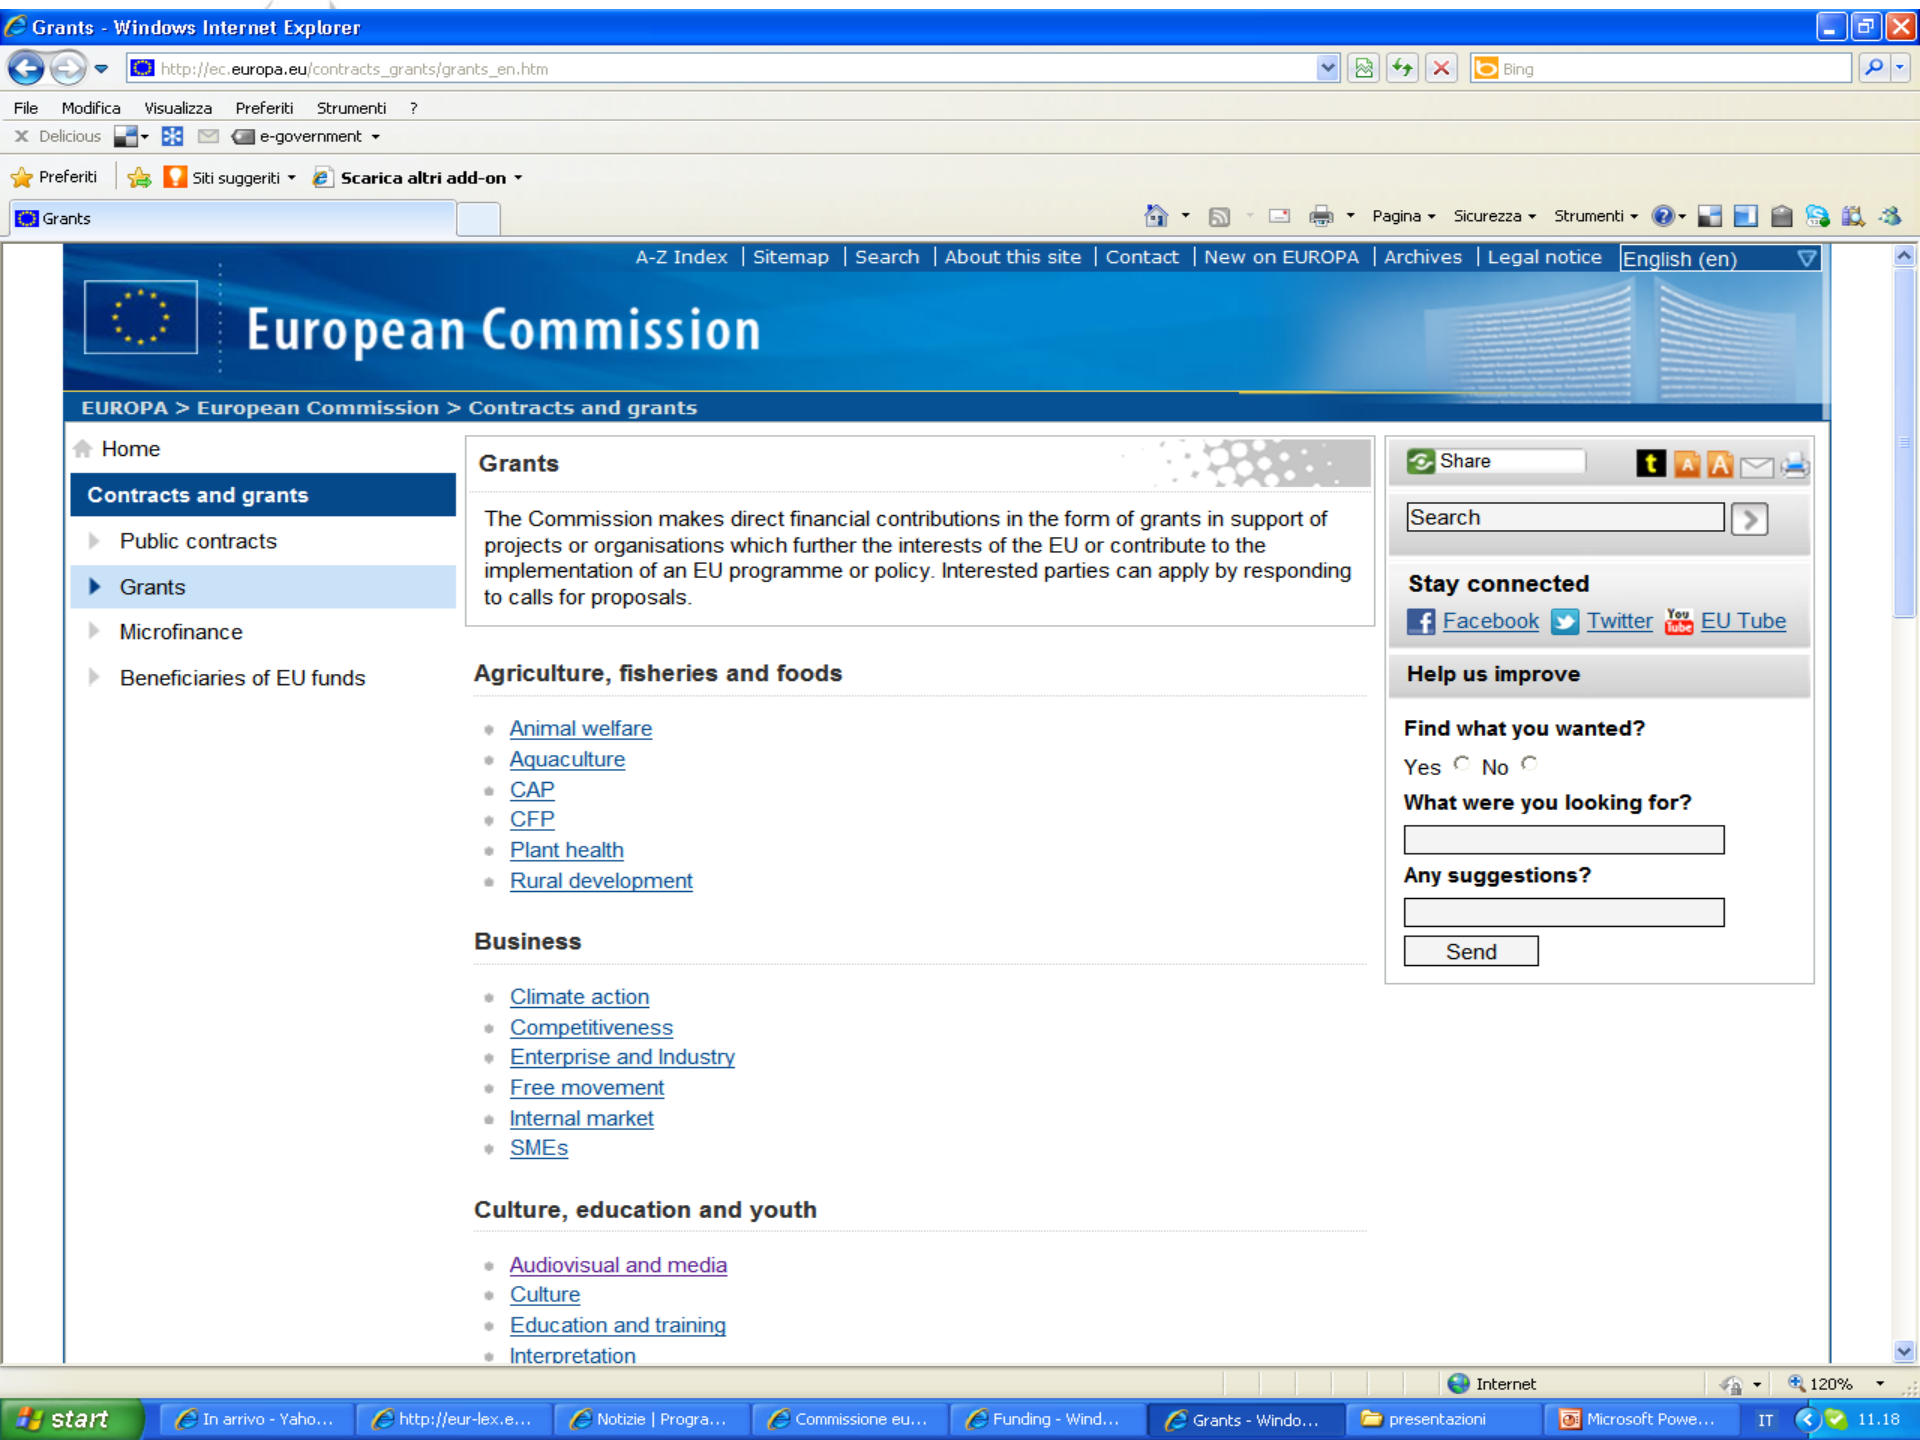 Grants - Windows Internet Explorer
http://ec.europa.eu/contracts_grants/grants_en.htm
Bing
File Modifica Visualizza Preferiti Strumenti ?
X Delicious e-government
Preferiti Siti suggeriti Scarica altri add-on
Grants Pagina Sicurezza Strumenti
A-Z Index | Sitemap | Search | About this site | Contact | New on EUROPA | Archives | Legal notice English (en)
European Commission
EUROPA > European Commission > Contracts and grants
Home
Contracts and grants
Public contracts
Grants
Microfinance
Beneficiaries of EU funds
Grants
The Commission makes direct financial contributions in the form of grants in support of
projects or organisations which further the interests of the EU or contribute to the
implementation of an EU programme or policy. Interested parties can apply by responding
to calls for proposals.
Agriculture, fisheries and foods
Animal welfare
Aquaculture
CAP
CFP
Plant health
Rural development
Business
Climate action
Competitiveness
Enterprise and Industry
Free movement
Internal market
SMEs
Culture, education and youth
Audiovisual and media
Culture
Education and training
Interpretation
Share t A A
Search
Stay connected
Facebook Twitter You Tube EU Tube
Help us improve
Find what you wanted?
Yes No
What were you looking for?
Any suggestions?
Send
Internet 120%
start In arrivo - Yaho... http://eur-lex.e... Notizie | Progra... Commissione eu... Funding - Wind... Grants - Windo... presentazioni Microsoft Powe... IT 11.18